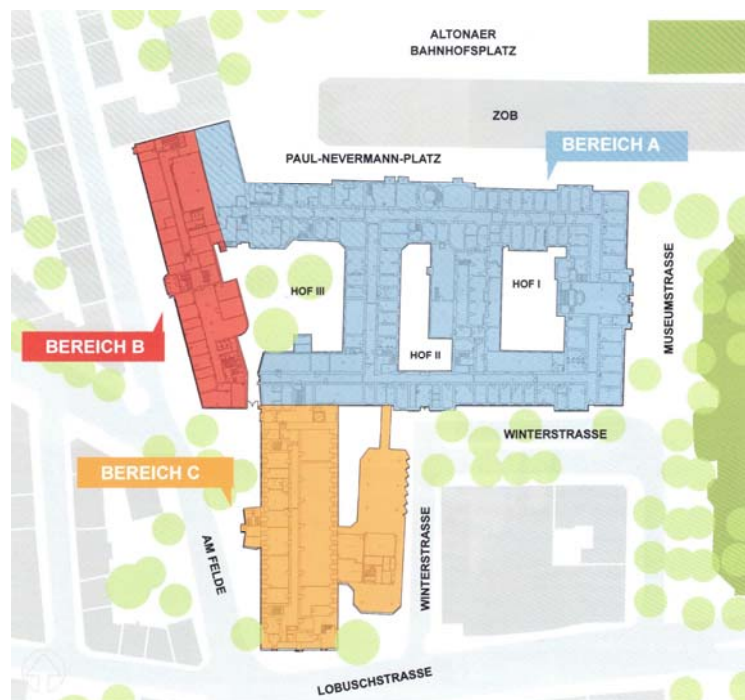 ALTONAER
BAHNHOFSPLATZ
ZOB
BEREICH A
PAUL-NEVERMANN-PLATZ
MUSEUMSTRASSE
HOF I
HOF III
BEREICH B
HOF II
WINTERSTRASSE
BEREICH C
WINTERSTRASSE
AM FELDE
LOBUSCHSTRASSE